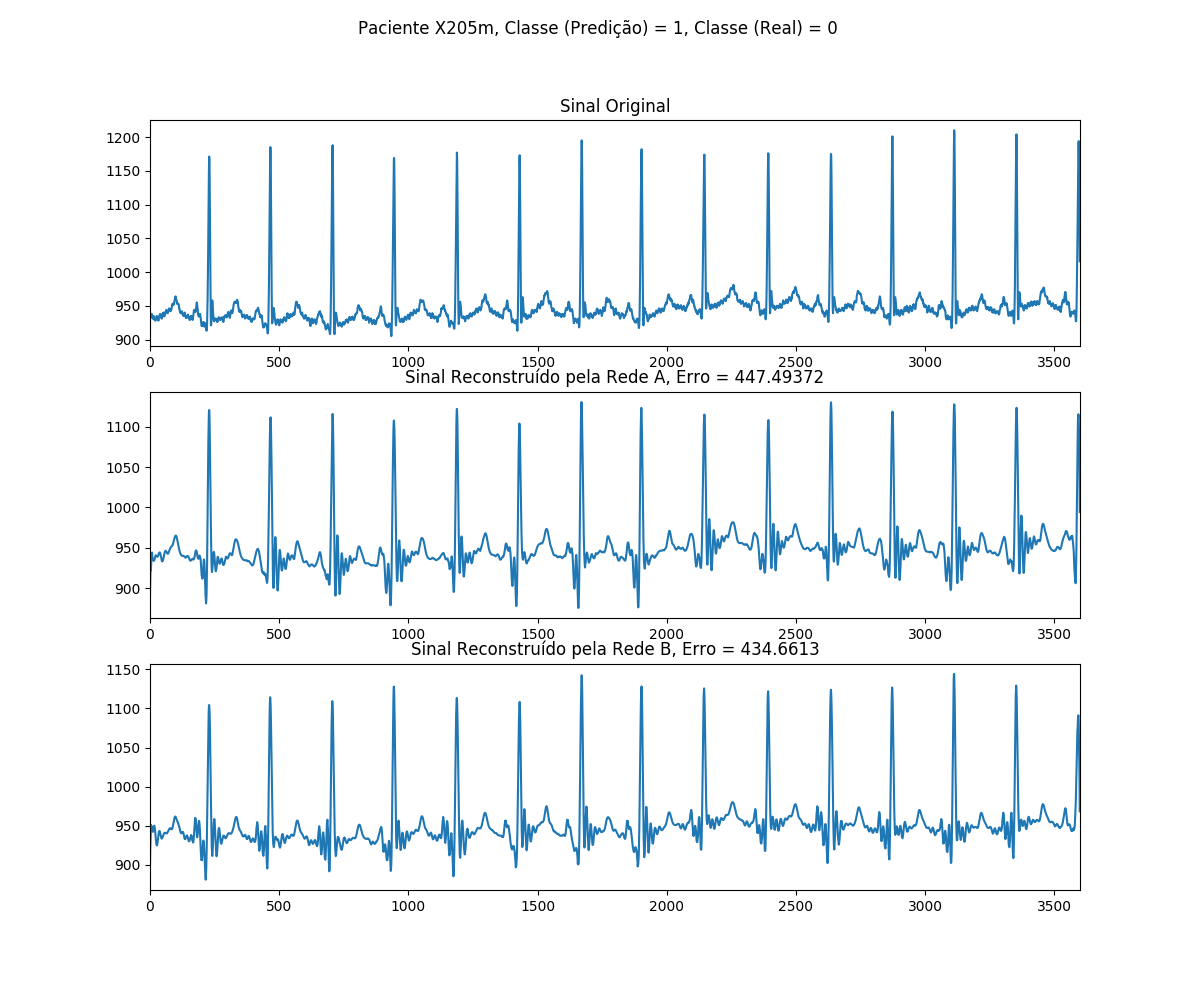 Paciente X205m, Classe (Predição) = 1, Classe (Real) = 0
Sinal Original
1200
1150
1100
1050
1000
950
900
0 500 1000 1500 2000 2500 3000 3500
Sinal Reconstruído pela Rede A, Erro = 447.49372
1100
1050
1000
950
900
0 500 1000 1500 2000 2500 3000 3500
Sinal Reconstruído pela Rede B, Erro = 434.6613
1150
1100
1050
1000
950
900
0 500 1000 1500 2000 2500 3000 3500